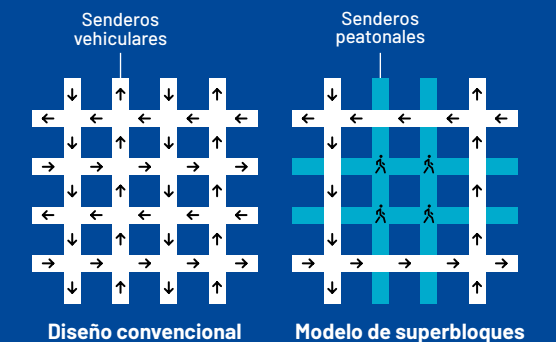 Senderos
vehiculares
Senderos
peatonales
Diseño convencional
Modelo de superbloques